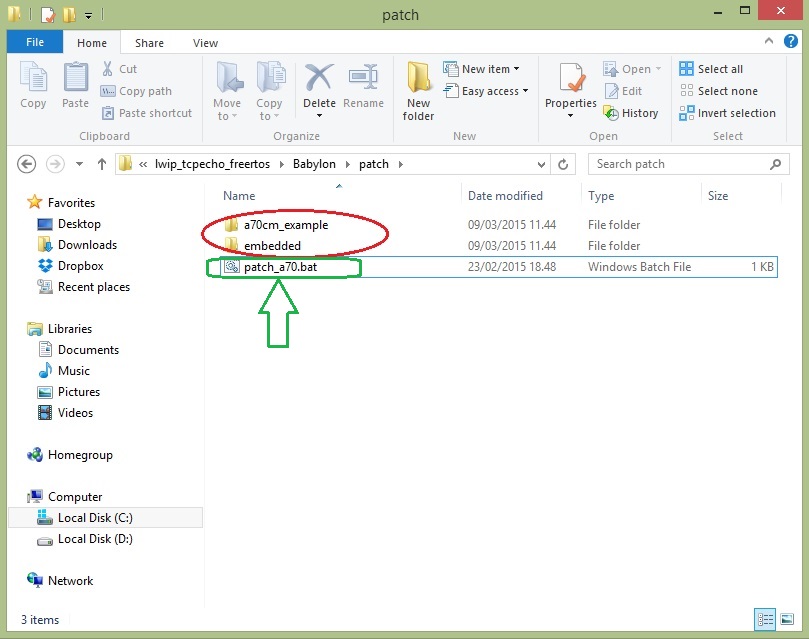 patch
File Home Share View
Copy Paste Cut Copy path Paste shortcut
Clipboard
Move to Copy to Delete Rename
Organize
New folder New item Easy access
New
Properties Open Edit History
Open
Select all Select none Invert selection
Select
« lwip_tcpecho_freertos Babylon patch
Search patch
Name Date modified Type Size
a70cm_example 09/03/2015 11.44 File folder
embedded 09/03/2015 11.44 File folder
patch_a70.bat 23/02/2015 18.48 Windows Batch File 1 KB
Favorites
Desktop
Downloads
Dropbox
Recent places
Libraries
Documents
Music
Pictures
Videos
Homegroup
Computer
Local Disk (C:)
Local Disk (D:)
Network
3 items